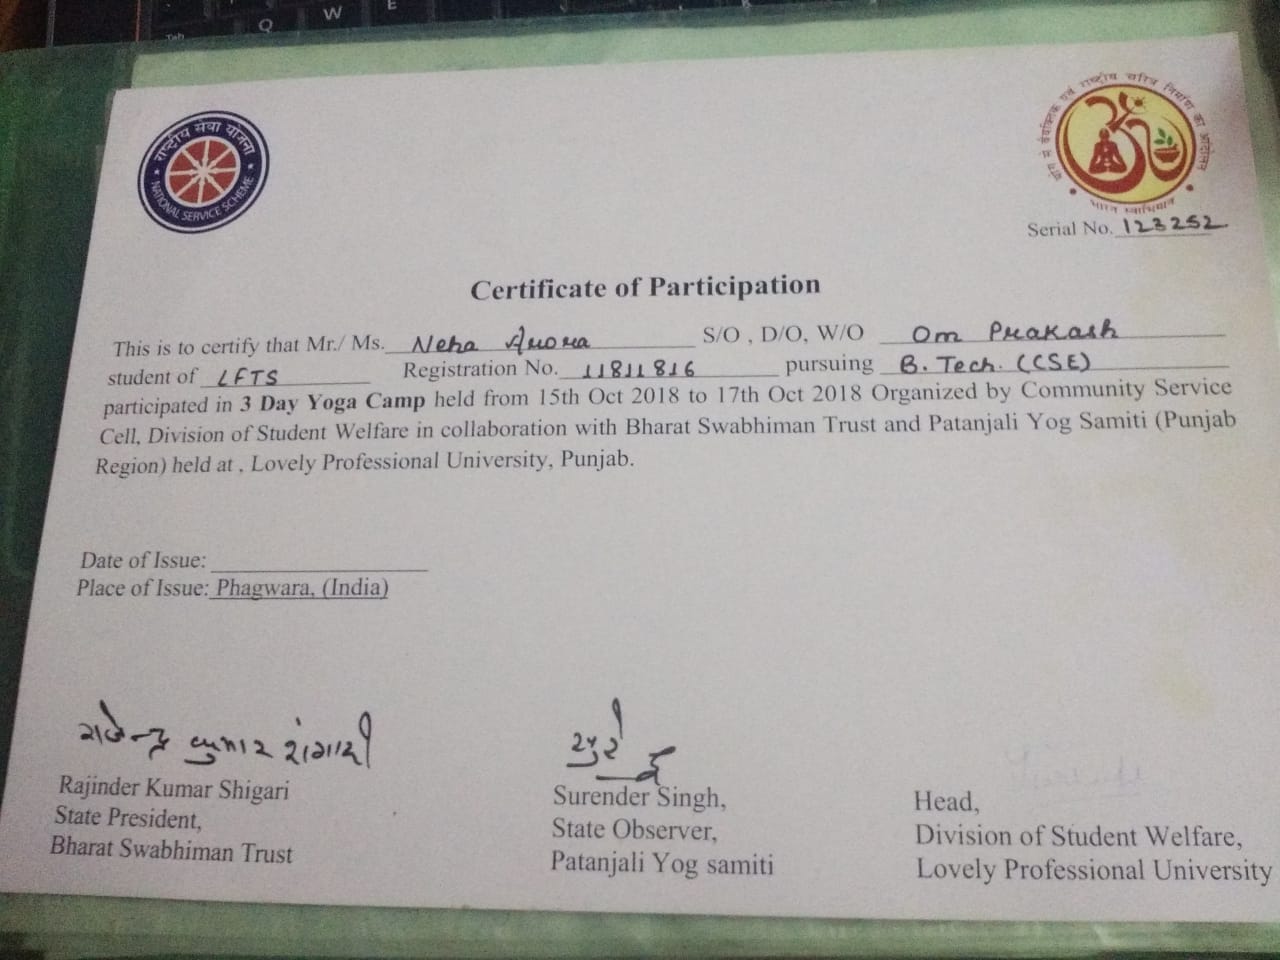 Tab Q W E
राष्ट्रीय सेवा योजना
NATIONAL SERVICE SCHEME
योग से वैयक्तिक एवं राष्ट्रीय चरित्र निर्माण का आंदोलन
भारत स्वाभिमान
Serial No. 123252
Certificate of Participation
This is to certify that Mr./ Ms. Neha Arora S/O , D/O, W/O Om Prakash
student of LFTS Registration No. 11811816 pursuing B. Tech. (CSE)
participated in 3 Day Yoga Camp held from 15th Oct 2018 to 17th Oct 2018 Organized by Community Service
Cell, Division of Student Welfare in collaboration with Bharat Swabhiman Trust and Patanjali Yog Samiti (Punjab
Region) held at , Lovely Professional University, Punjab.
Date of Issue:
Place of Issue: Phagwara, (India)
Rajinder Kumar Shigari
State President,
Bharat Swabhiman Trust
Surender Singh,
State Observer,
Patanjali Yog samiti
Head,
Division of Student Welfare,
Lovely Professional University